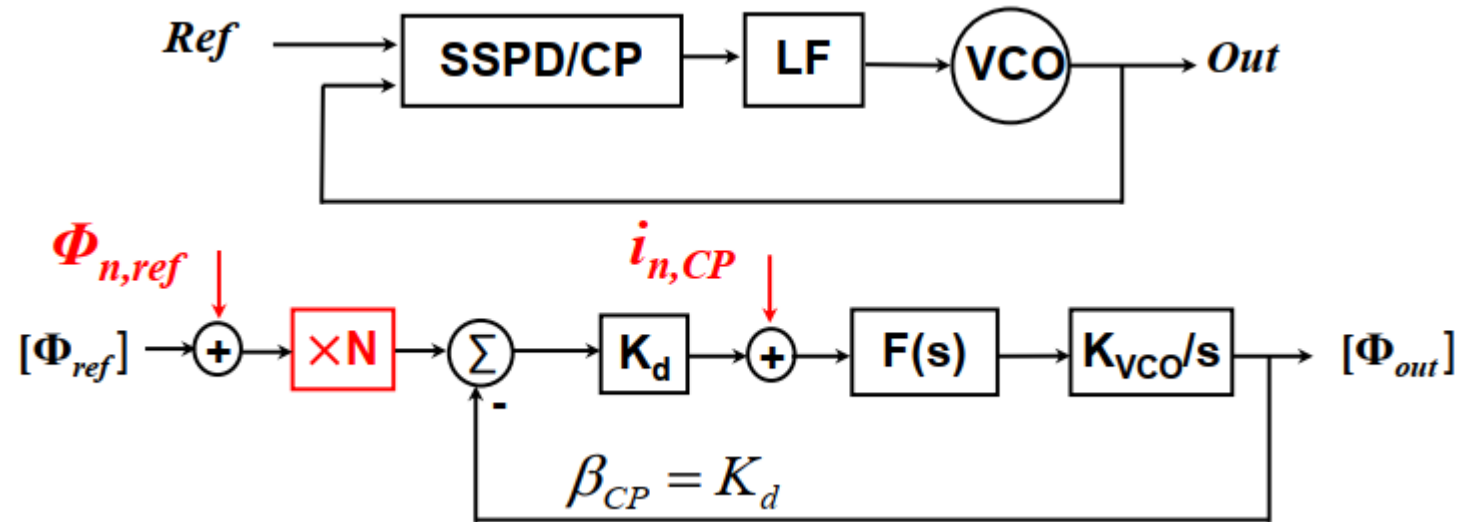 Ref SSPD/CP LF VCO Out
Φn,ref in,CP
[Φref] + ×N Σ Kd + F(s) KVCO/s [Φout]
-
βCP = Kd